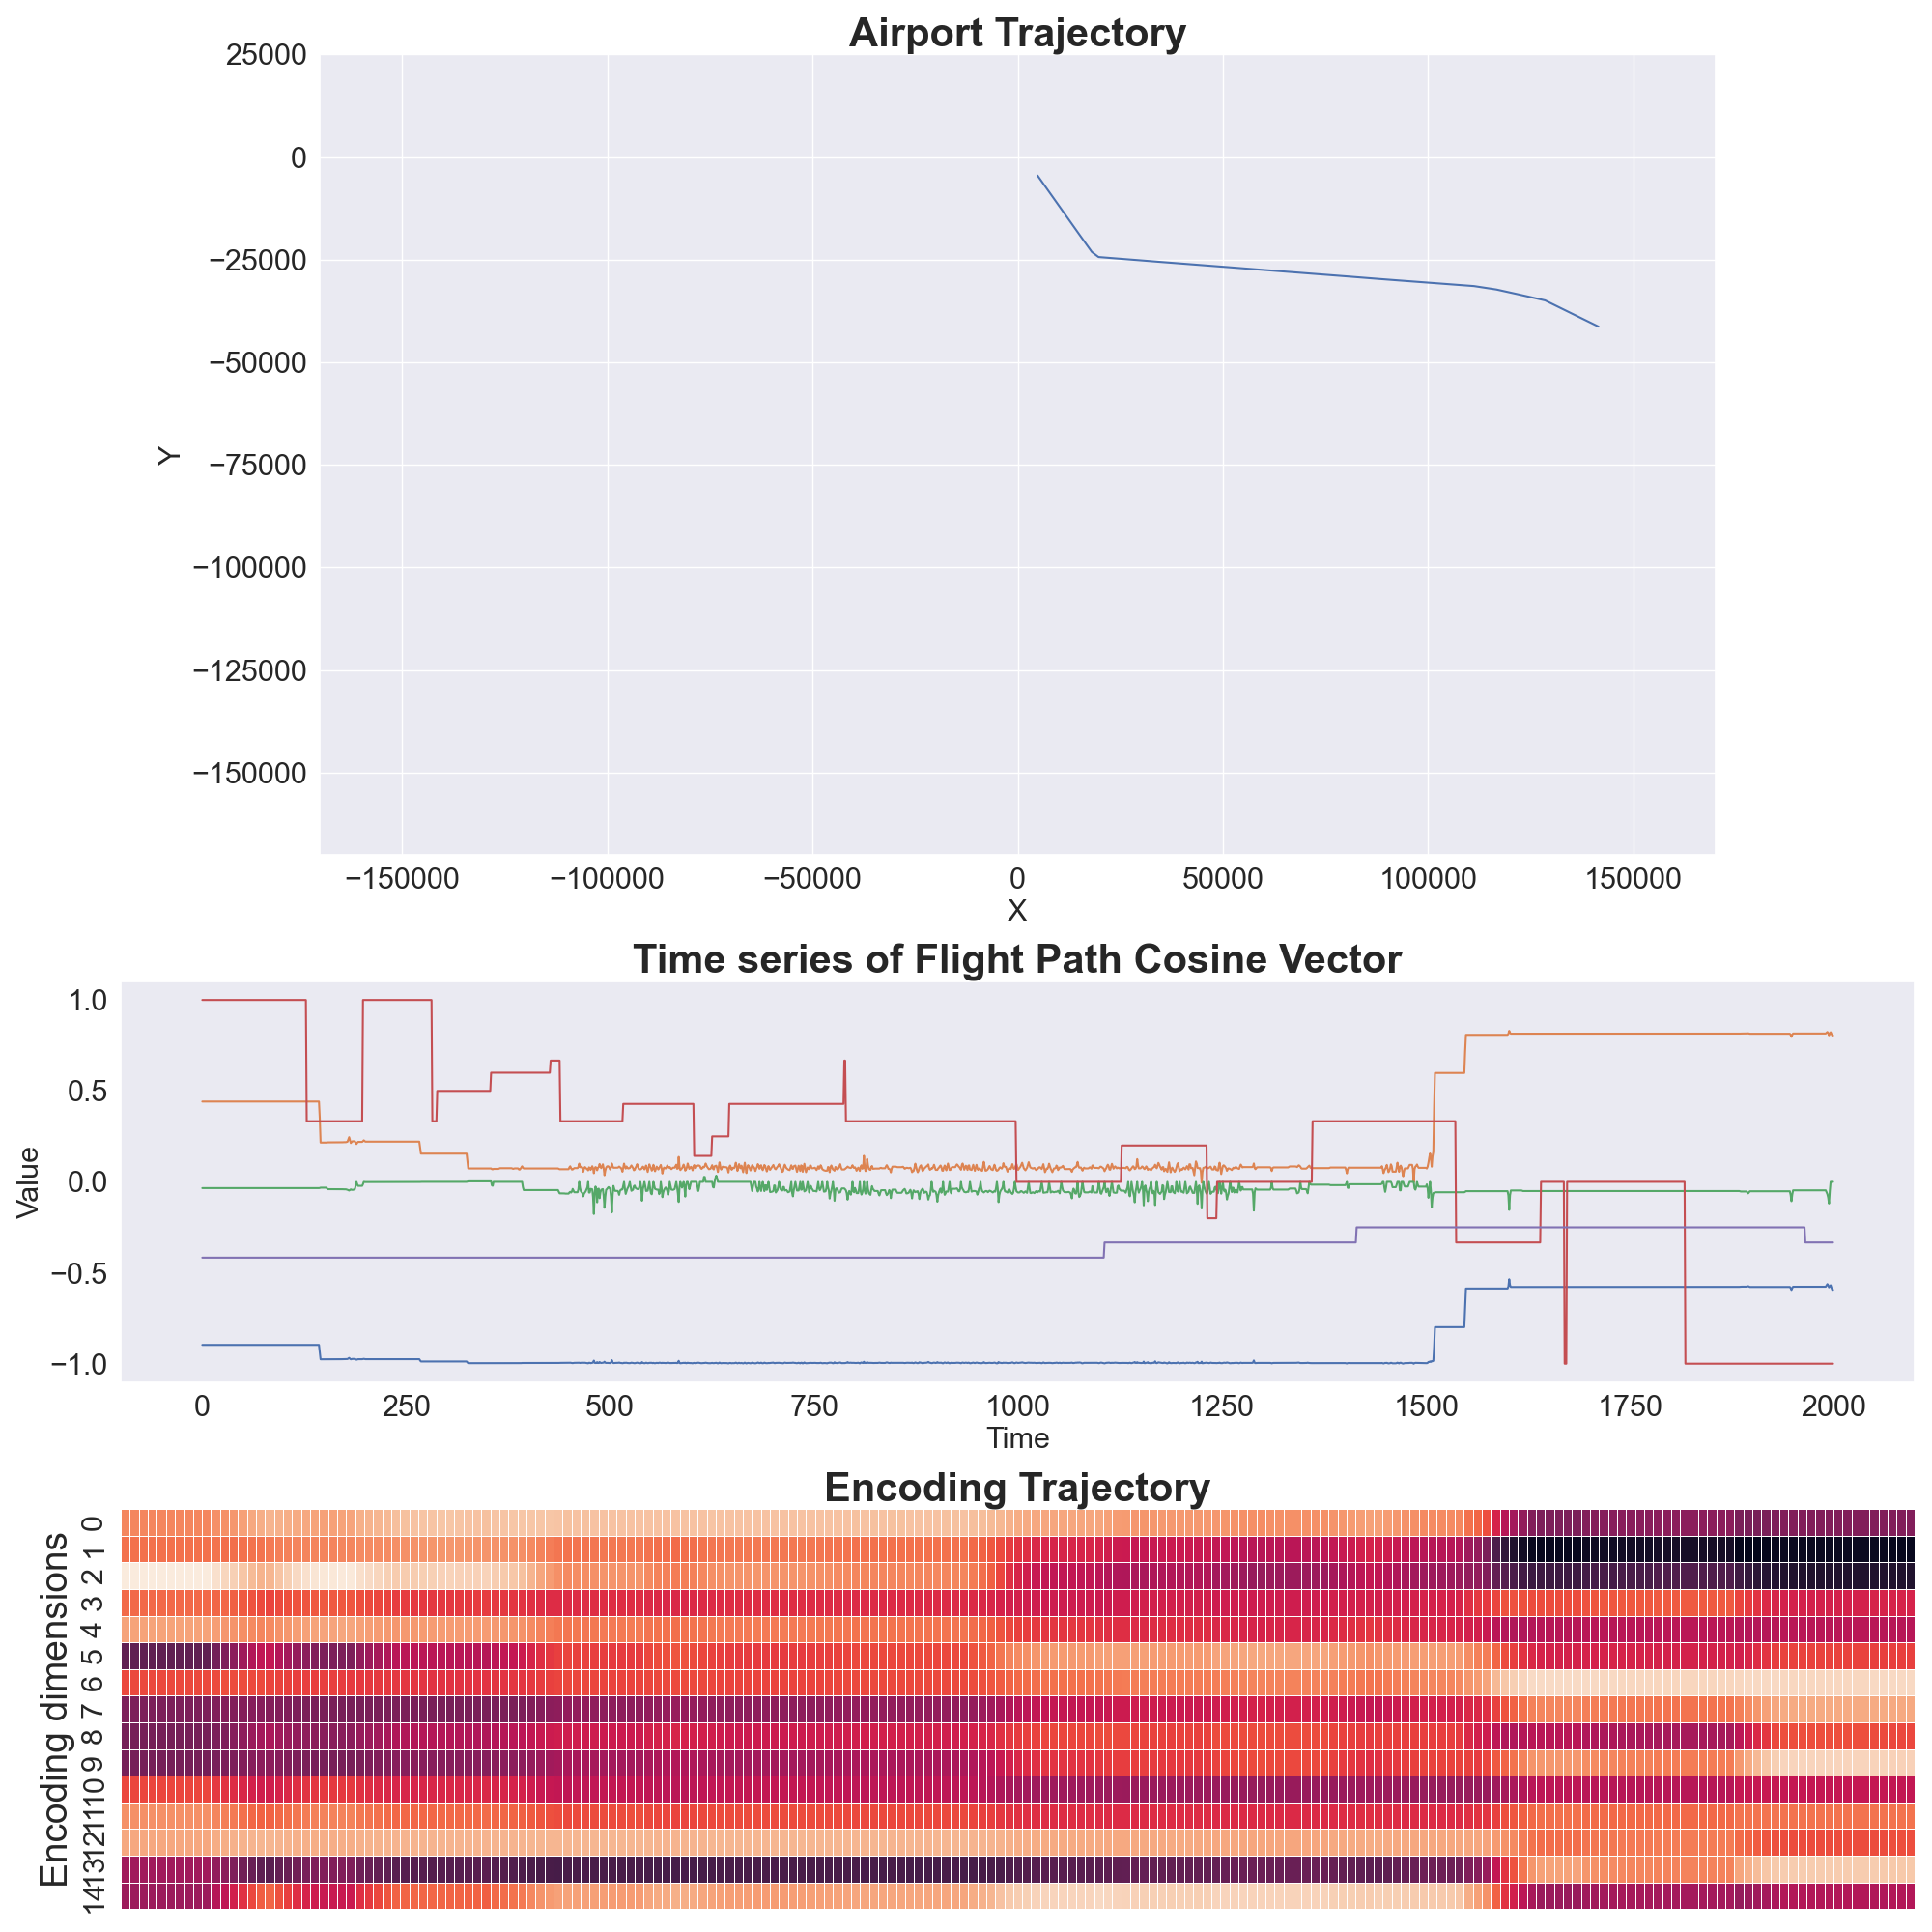 Airport Trajectory
25000
0
−25000
−50000
−75000
−100000
−125000
−150000
Y
−150000 −100000 −50000 0 50000 100000 150000
X
Time series of Flight Path Cosine Vector
1.0
0.5
0.0
−0.5
−1.0
Value
0 250 500 750 1000 1250 1500 1750 2000
Time
Encoding Trajectory
Encoding dimensions
0
1
2
3
4
5
6
7
8
9
10
11
12
13
14